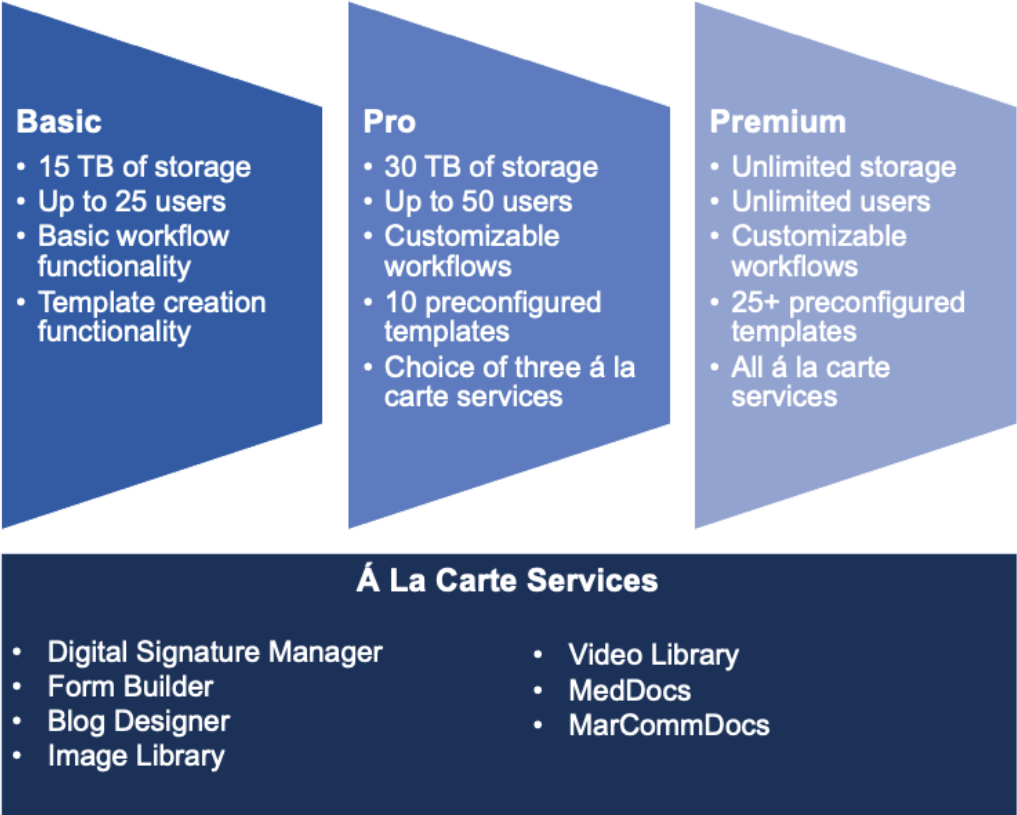 Basic
• 15 TB of storage
• Up to 25 users
• Basic workflow
functionality
• Template creation
functionality
Pro
• 30 TB of storage
• Up to 50 users
• Customizable
workflows
• 10 preconfigured
templates
• Choice of three á la
carte services
Premium
• Unlimited storage
• Unlimited users
• Customizable
workflows
• 25+ preconfigured
templates
• All á la carte
services
Á La Carte Services
• Digital Signature Manager
• Form Builder
• Blog Designer
• Image Library
• Video Library
• MedDocs
• MarCommDocs